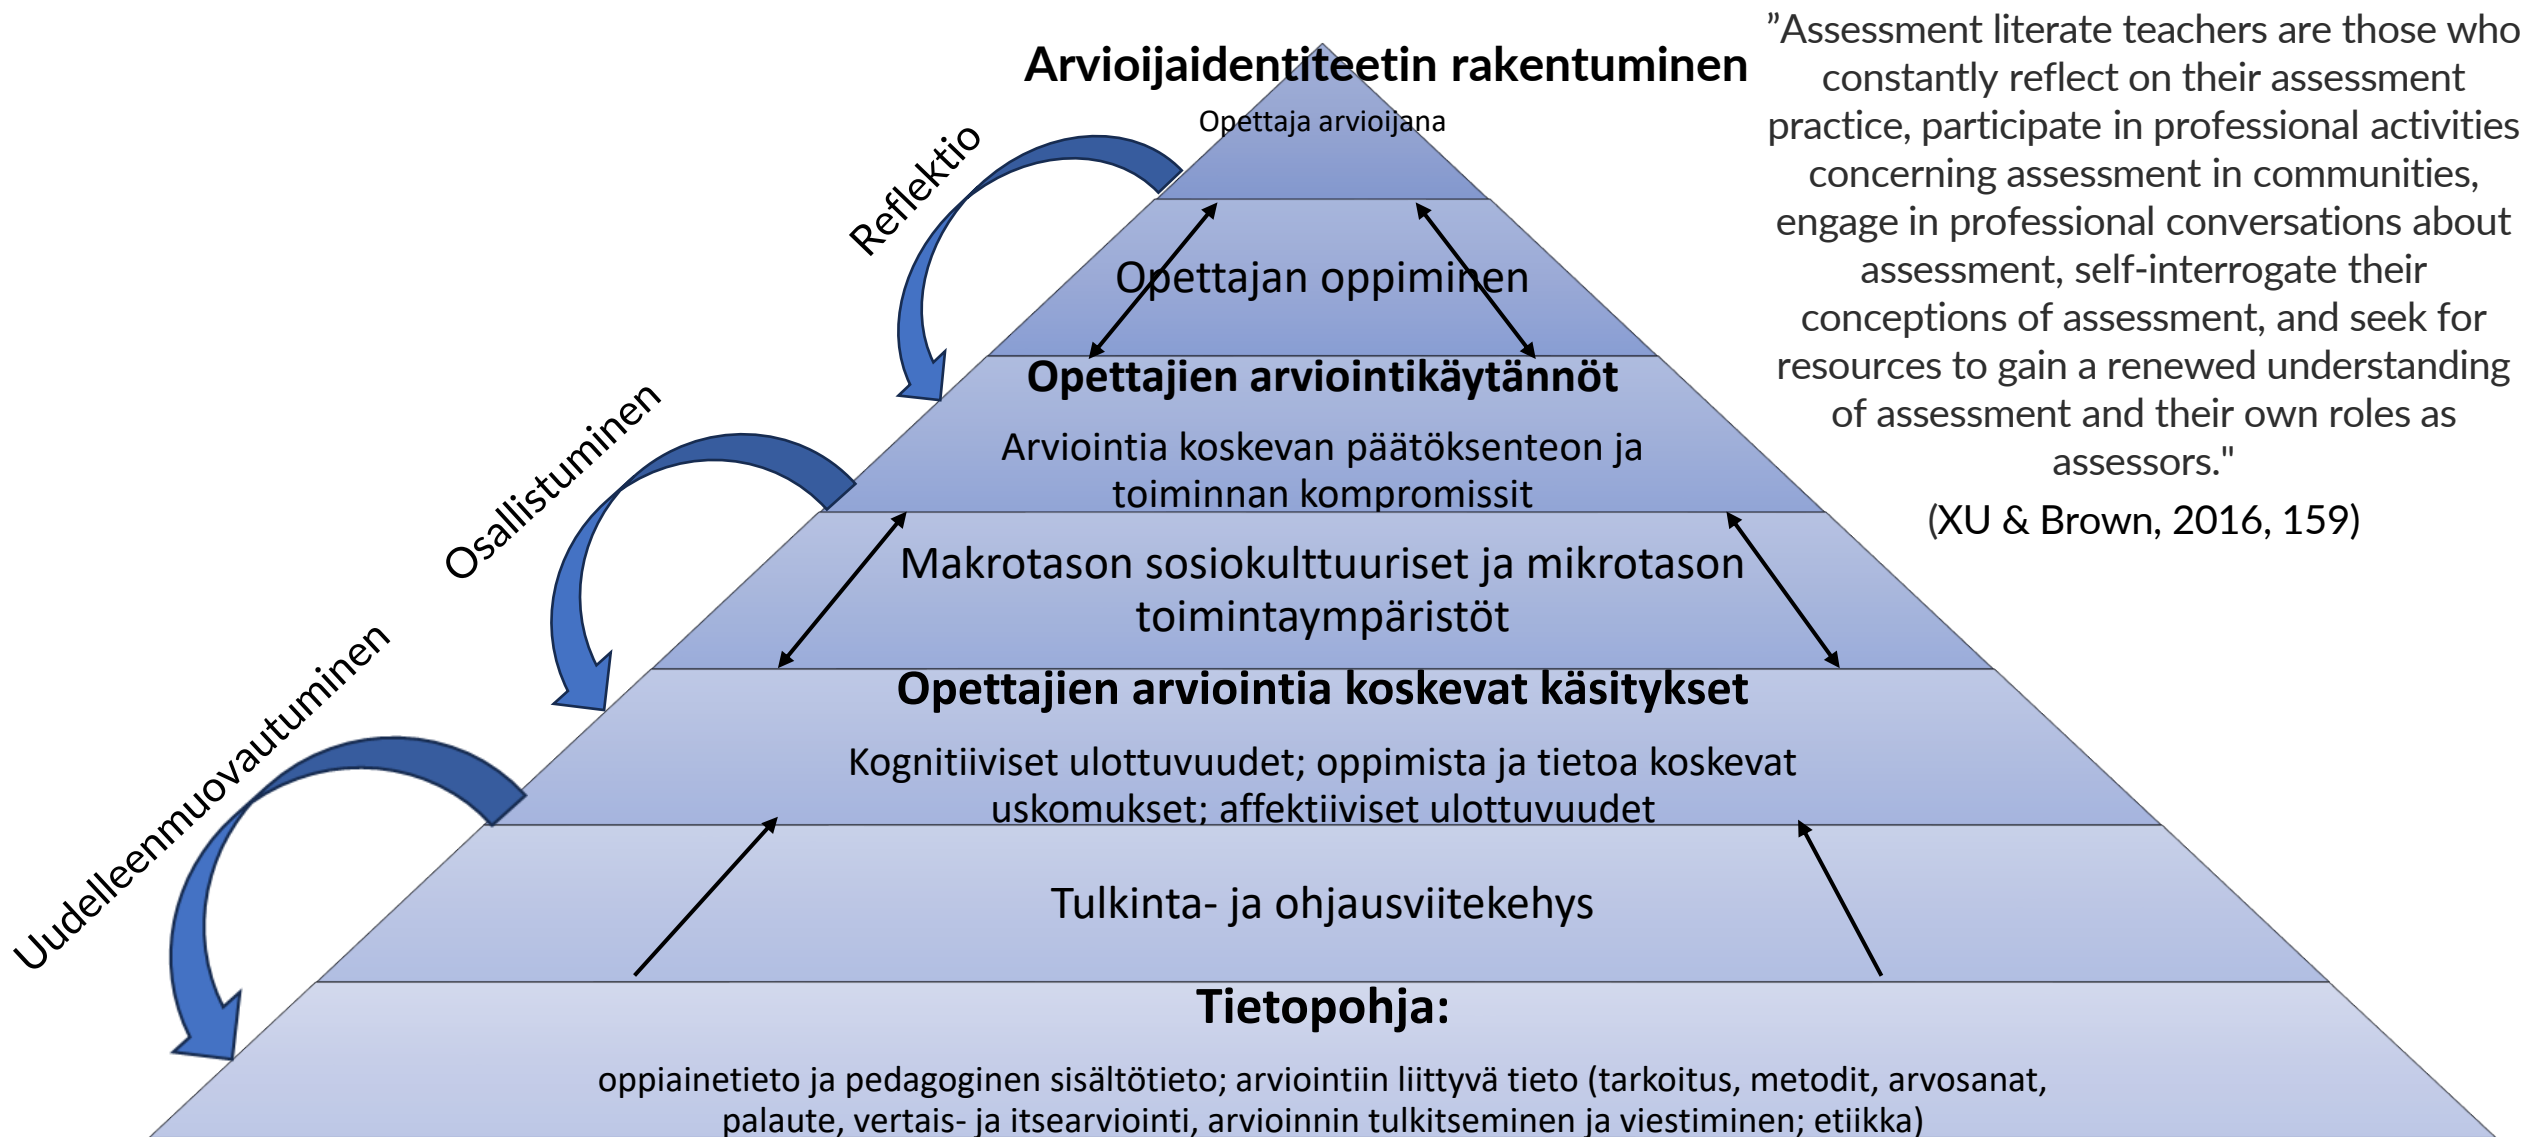 Arvioijaidentiteetin rakentuminen
Opettaja arvioijana
Opettajan oppiminen
Opettajien arviointikäytännöt
Arviointia koskevan päätöksenteon ja
toiminnan kompromissit
Makrotason sosiokulttuuriset ja mikrotason
toimintaympäristöt
Opettajien arviointia koskevat käsitykset
Kognitiiviset ulottuvuudet; oppimista ja tietoa koskevat
uskomukset; affektiiviset ulottuvuudet
Tulkinta- ja ohjausviitekehys
Tietopohja:
oppiainetieto ja pedagoginen sisältötieto; arviointiin liittyvä tieto (tarkoitus, metodit, arvosanat,
palaute, vertais- ja itsearviointi, arvioinnin tulkitseminen ja viestiminen; etiikka)
Reflektio
Osallistuminen
Uudelleenmuovautuminen
”Assessment literate teachers are those who
constantly reflect on their assessment
practice, participate in professional activities
concerning assessment in communities,
engage in professional conversations about
assessment, self-interrogate their
conceptions of assessment, and seek for
resources to gain a renewed understanding
of assessment and their own roles as
assessors."
(XU & Brown, 2016, 159)